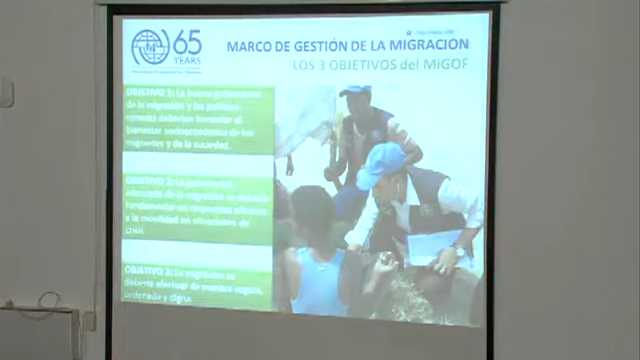 65
YEARS
MARCO DE GESTIÓN DE LA MIGRACIÓN
LOS 3 OBJETIVOS del MiGOF
OBJETIVO 1: La buena gobernanza
de la migración y las políticas
conexas deberían fomentar el
bienestar socioeconómico de los
migrantes y de la sociedad.
OBJETIVO 2: La gobernanza
adecuada de la migración se debería
fundamentar en respuestas eficaces
a la movilidad en situaciones de
crisis
OBJETIVO 3: La migración se
debería efectuar de manera segura,
ordenada y digna.